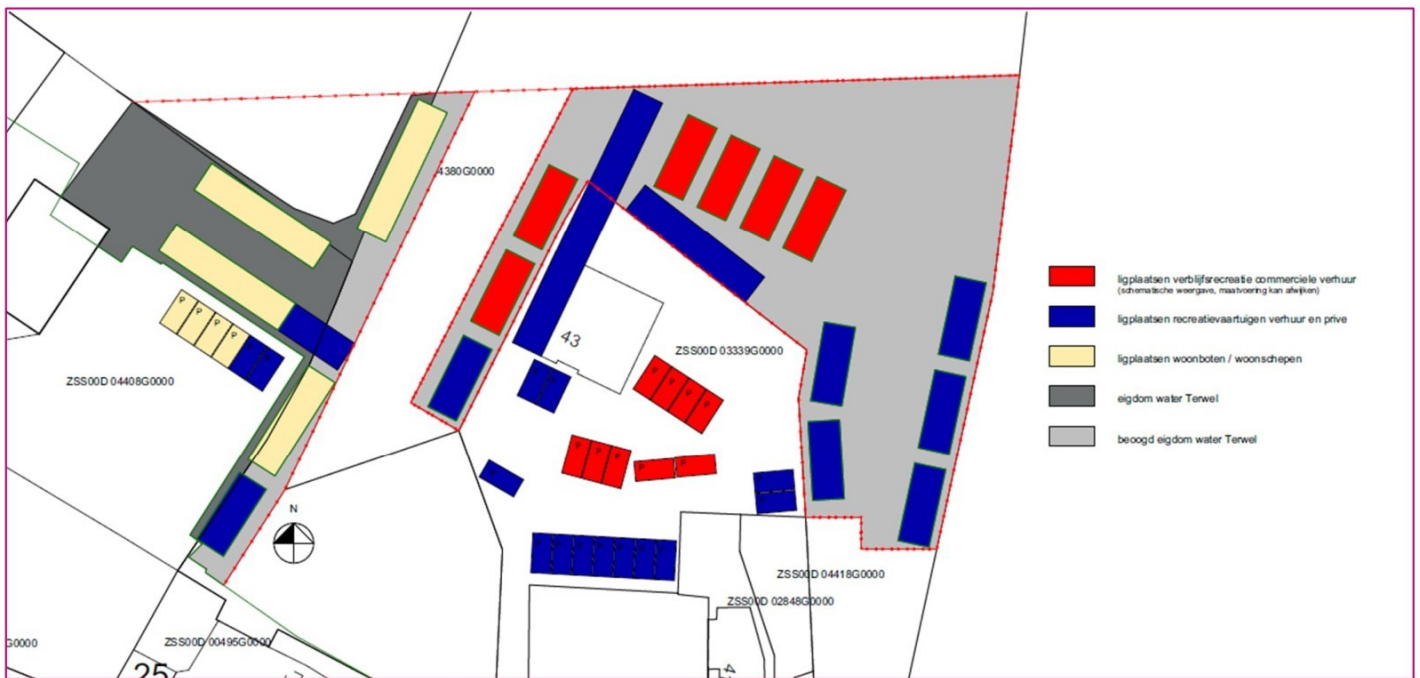 4380G0000
ligplaatsen verblijfsrecreatie commerciele verhuur
(schematische weergave, maatvoering kan afwijken)
ligplaatsen recreatievaartuigen verhuur en prive
43
ZSS00D 03339G0000
ligplaatsen woonboten / woonschepen
ZSS00D 04408G0000
eigdom water Terwel
beoogd eigdom water Terwel
N
ZSS00D 04418G0000
ZSS00D 02848G0000
G0000
ZSS00D 00495G0000
25